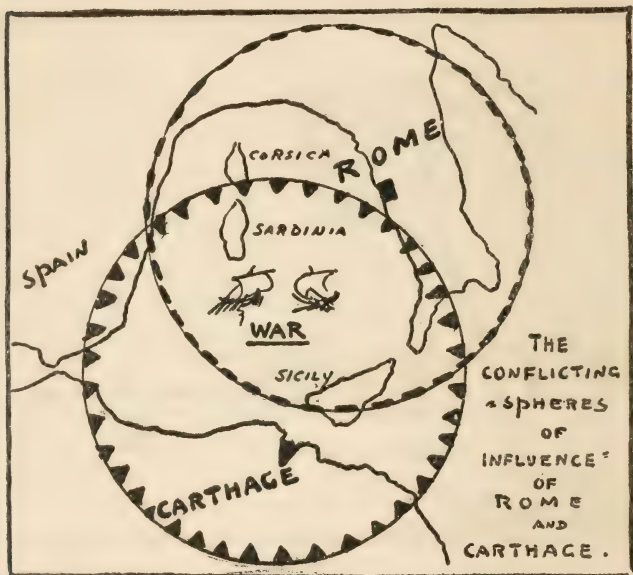 CORSICA
ROME
SARDINIA
SPAIN
WAR
SICILY
CARTHAGE
THE
CONFLICTING
"SPHERES
OF
INFLUENCE"
OF
ROME
AND
CARTHAGE.